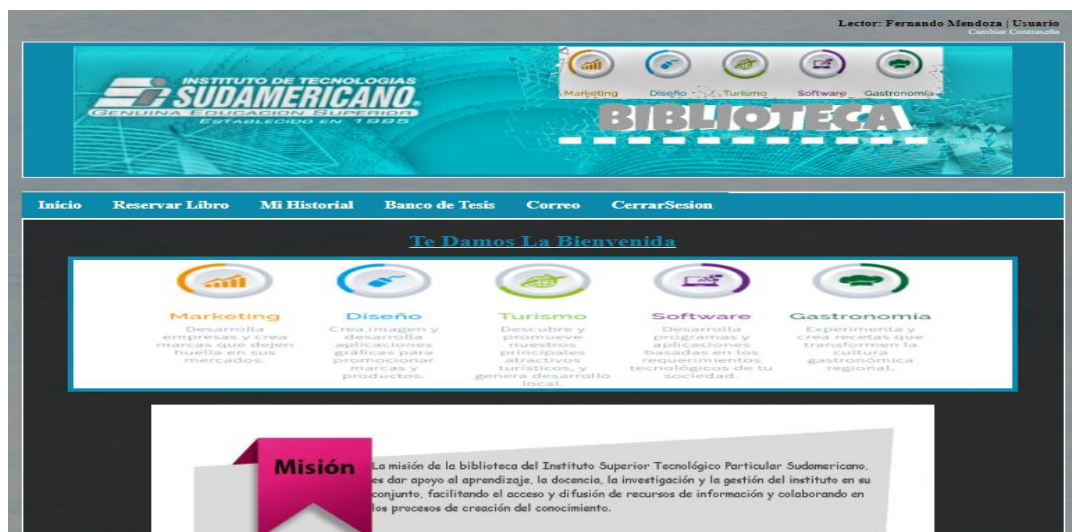 Lector: Fernando Mendoza | Usuario
Cambiar Contraseña
INSTITUTO DE TECNOLOGIAS
SUDAMERICANO.
GENUINA EDUCACION SUPERIOR
ESTABLECIDO EN 1995
Marketing Diseño Turismo Software Gastronomía
BIBLIOTECA
Inicio Reservar Libro Mi Historial Banco de Tesis Correo CerrarSesion
Te Damos La Bienvenida
Marketing
Desarrolla
empresas y crea
marcas que dejen
huella en sus
mercados.
Diseño
Crea imagen y
desarrolla
aplicaciones
gráficas para
promocionar
marcas y
productos.
Turismo
Descubre y
promueve
nuestros
principales
atractivos
turísticos, y
genera desarrollo
local.
Software
Desarrolla
programas y
aplicaciones
basadas en los
requerimientos
tecnológicos de tu
sociedad.
Gastronomía
Experimenta y
crea recetas que
transformen la
cultura
gastronómica
regional.
Misión
La misión de la biblioteca del Instituto Superior Tecnológico Particular Sudamericano,
es dar apoyo al aprendizaje, la docencia, la investigación y la gestión del instituto en su
conjunto, facilitando el acceso y difusión de recursos de información y colaborando en
los procesos de creación del conocimiento.